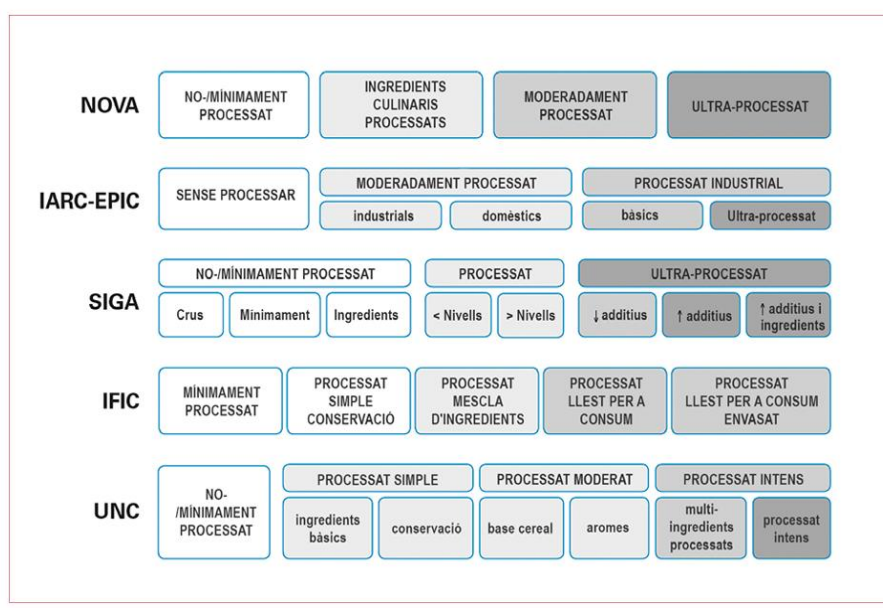 NOVA
NO-/MÍNIMAMENT
PROCESSAT
INGREDIENTS
CULINARIS
PROCESSATS
MODERADAMENT
PROCESSAT
ULTRA-PROCESSAT
IARC-EPIC
SENSE PROCESSAR
MODERADAMENT PROCESSAT
industrials
domèstics
PROCESSAT INDUSTRIAL
bàsics
Ultra-processat
SIGA
NO-/MÍNIMAMENT PROCESSAT
Crus
Mínimament
Ingredients
PROCESSAT
< Nivells
> Nivells
ULTRA-PROCESSAT
↓ additius
↑ additius
↑ additius i
ingredients
IFIC
MÍNIMAMENT
PROCESSAT
PROCESSAT
SIMPLE
CONSERVACIÓ
PROCESSAT
MESCLA
D'INGREDIENTS
PROCESSAT
LLEST PER A
CONSUM
PROCESSAT
LLEST PER A CONSUM
ENVASAT
UNC
NO-
/MÍNIMAMENT
PROCESSAT
PROCESSAT SIMPLE
ingredients
bàsics
conservació
PROCESSAT MODERAT
base cereal
aromes
PROCESSAT INTENS
multi-
ingredients
processats
processat
intens